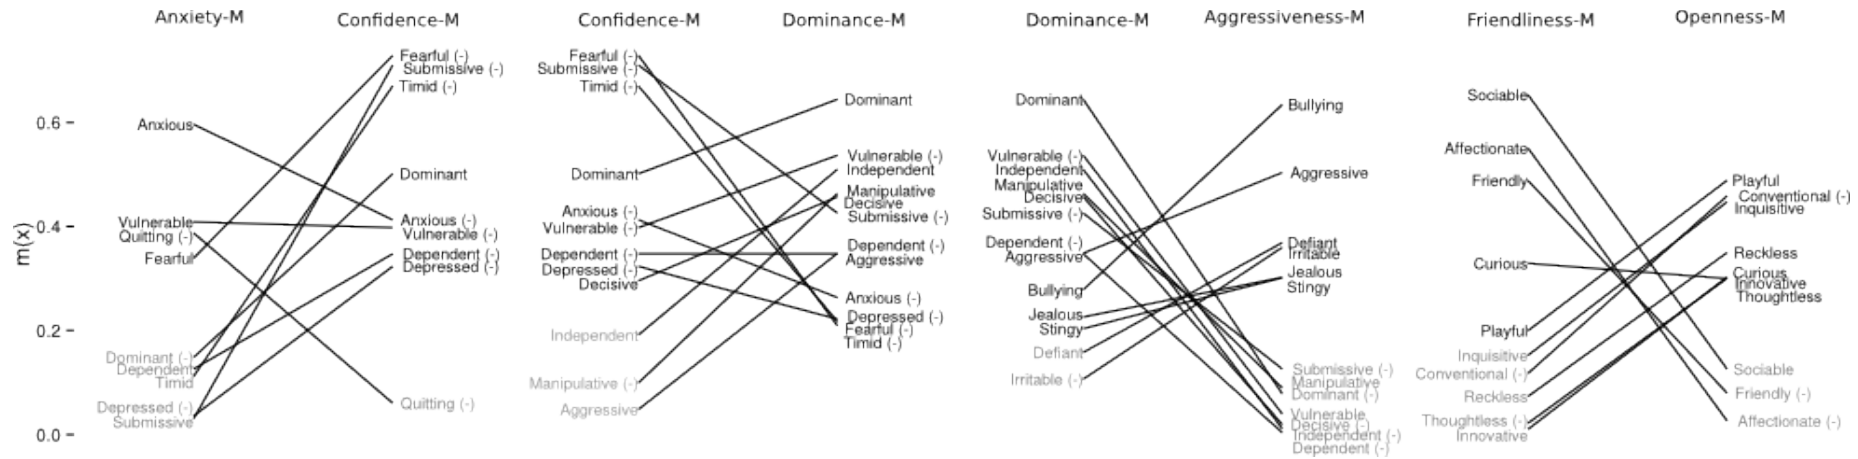 Anxiety-M
Confidence-M
Confidence-M
Dominance-M
Dominance-M
Aggressiveness-M
Friendliness-M
Openness-M
m(x)
0.6
0.4
0.2
0.0
Anxious
Vulnerable
Quitting (-)
Fearful
Dominant (-)
Dependent
Timid
Depressed (-)
Submissive
Fearful (-)
Submissive (-)
Timid (-)
Dominant
Anxious (-)
Vulnerable (-)
Dependent (-)
Depressed (-)
Quitting (-)
Fearful (-)
Submissive (-)
Timid (-)
Dominant
Anxious (-)
Vulnerable (-)
Dependent (-)
Depressed (-)
Decisive
Independent
Manipulative (-)
Aggressive
Dominant
Vulnerable (-)
Independent
Manipulative
Decisive
Submissive (-)
Dependent (-)
Aggressive
Anxious (-)
Depressed (-)
Fearful (-)
Timid (-)
Dominant
Vulnerable (-)
Independent
Manipulative
Decisive
Submissive (-)
Dependent (-)
Aggressive
Bullying
Jealous
Stingy
Defiant
Irritable (-)
Bullying
Aggressive
Defiant
Irritable
Jealous
Stingy
Submissive (-)
Manipulative
Dominant (-)
Vulnerable
Decisive (-)
Independent (-)
Dependent (-)
Sociable
Affectionate
Friendly
Curious
Playful
Inquisitive
Conventional (-)
Reckless
Thoughtless (-)
Innovative
Playful
Conventional (-)
Inquisitive
Reckless
Curious
Innovative
Thoughtless
Sociable
Friendly (-)
Affectionate (-)